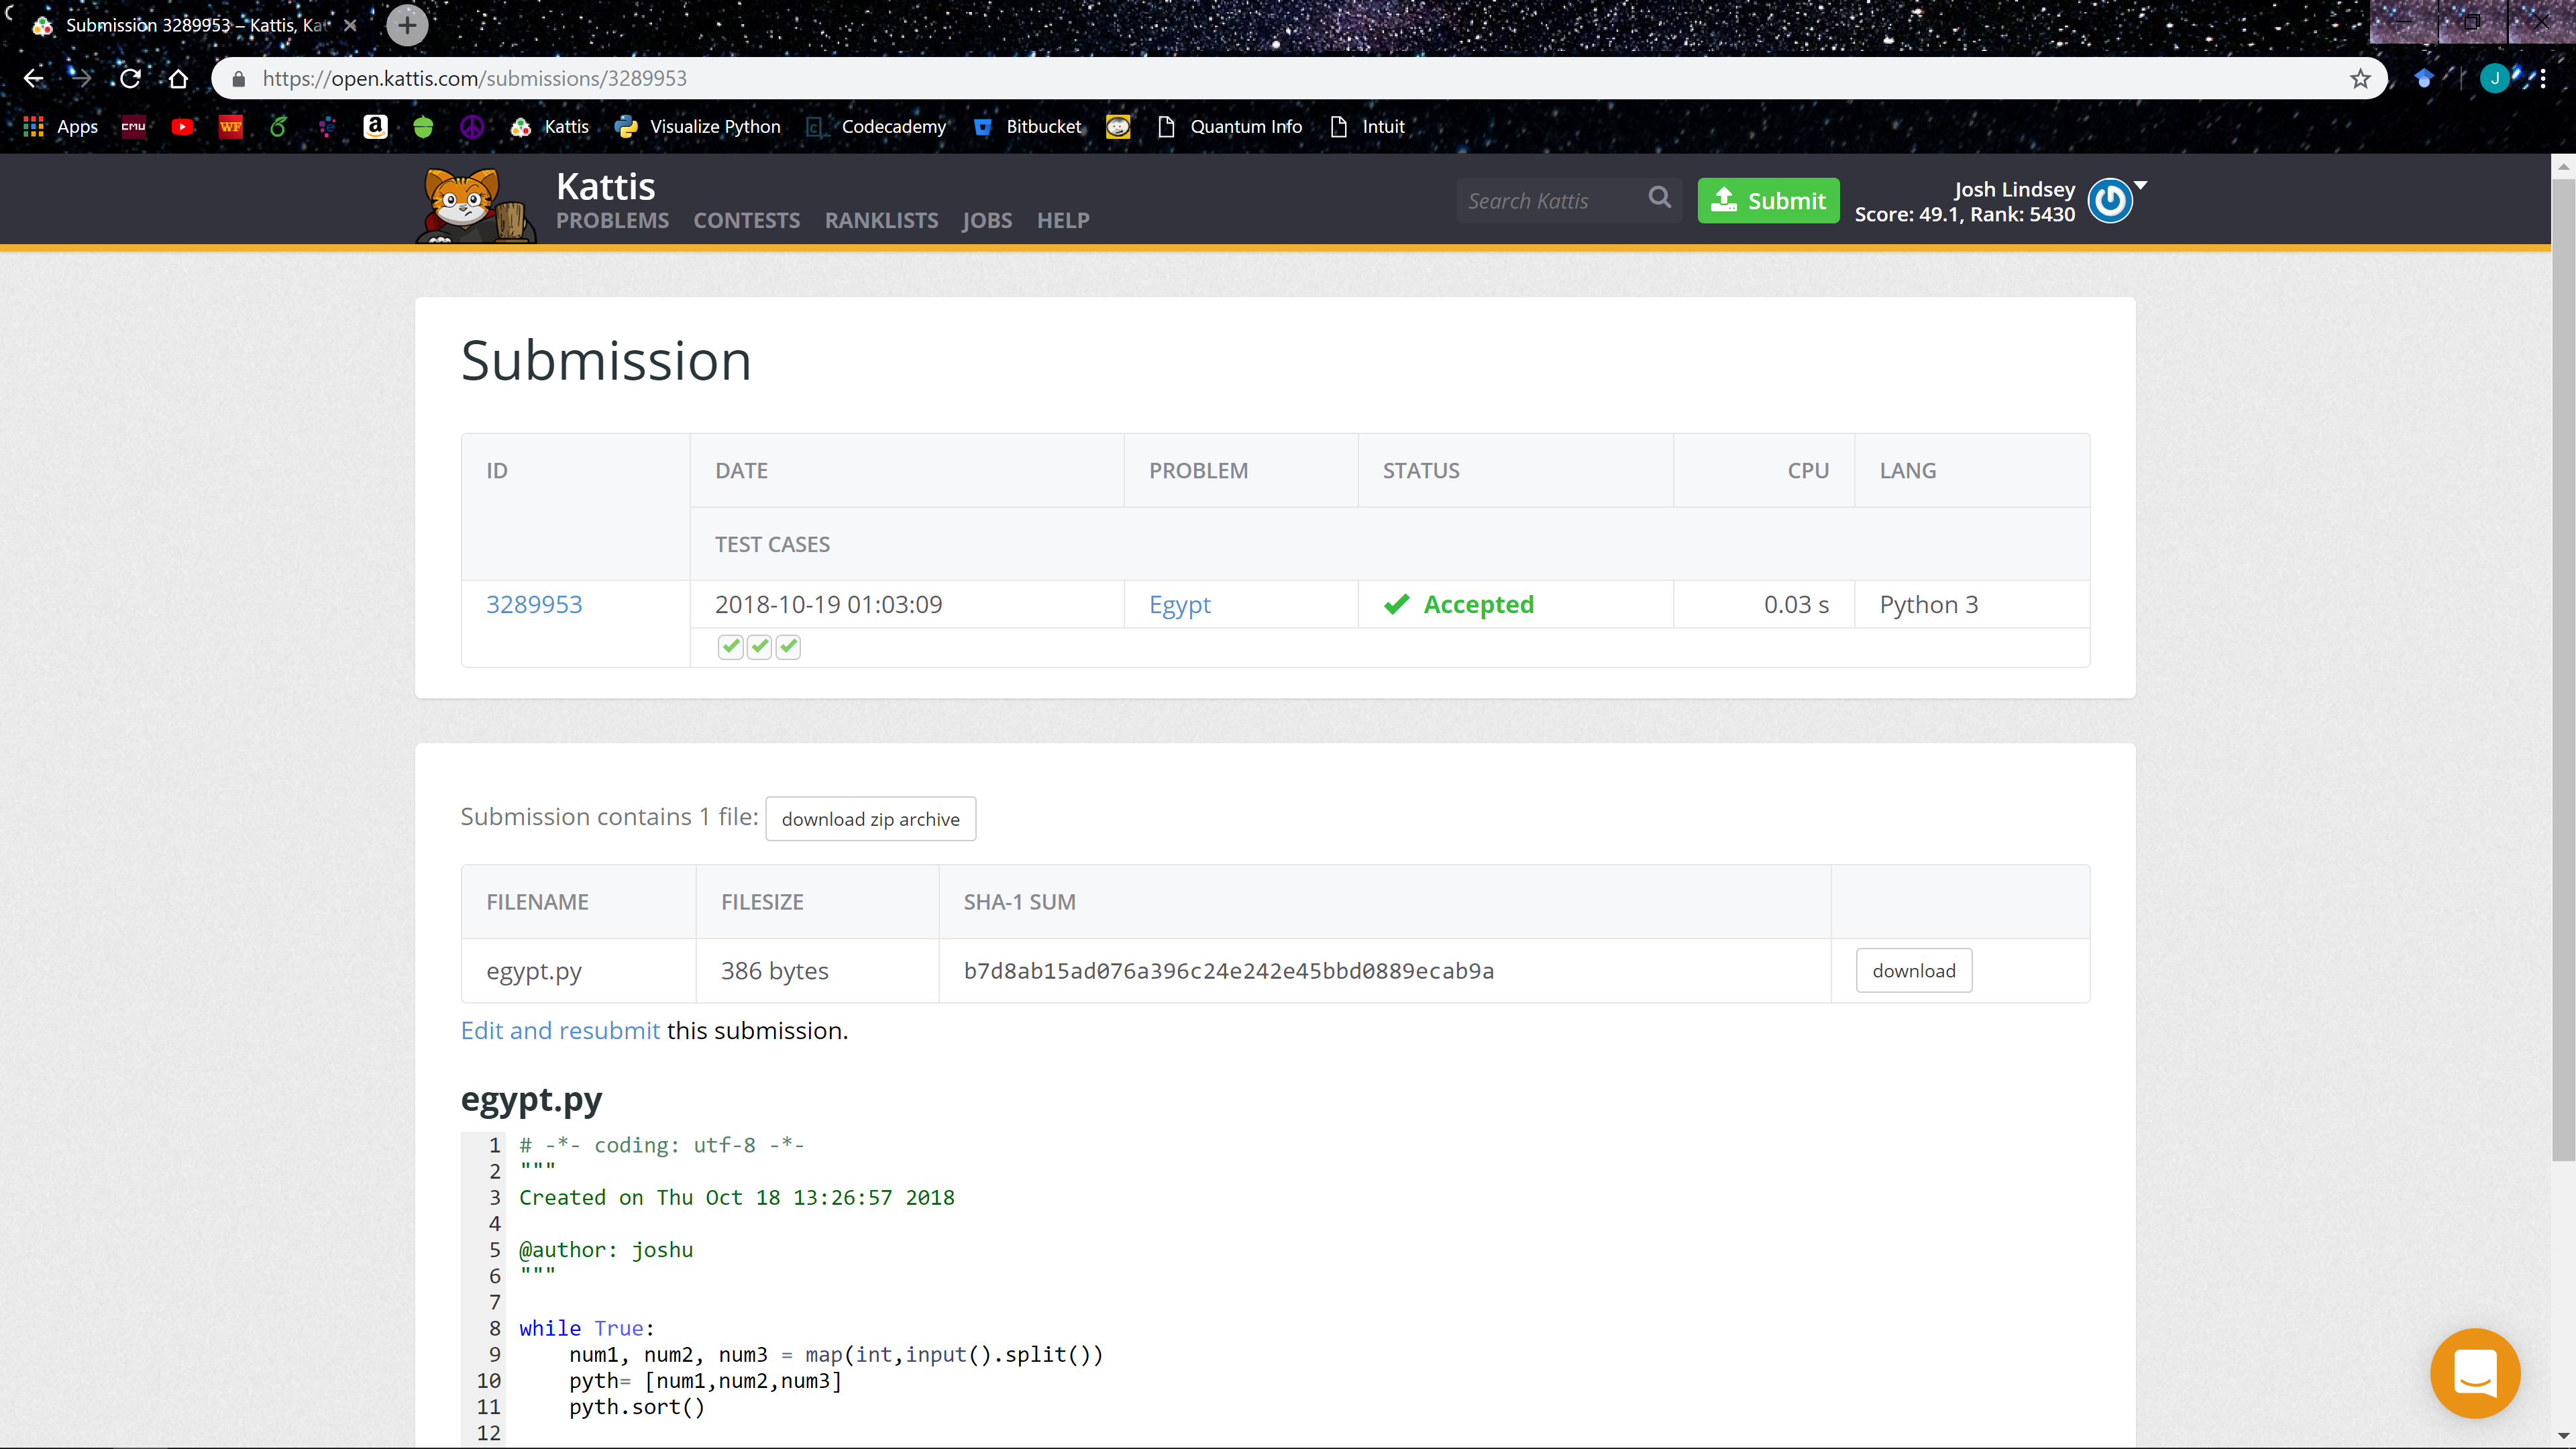 Submission 3289953 – Kattis, Ka
https://open.kattis.com/submissions/3289953
J
Apps CMU WF a Kattis Visualize Python Codecademy Bitbucket Quantum Info Intuit
Kattis
PROBLEMS CONTESTS RANKLISTS JOBS HELP
Search Kattis
Submit
Josh Lindsey
Score: 49.1, Rank: 5430
Submission
ID DATE PROBLEM STATUS CPU LANG
TEST CASES
3289953 2018-10-19 01:03:09 Egypt Accepted 0.03 s Python 3
Submission contains 1 file: download zip archive
FILENAME FILESIZE SHA-1 SUM
egypt.py 386 bytes b7d8ab15ad076a396c24e242e45bbd0889ecab9a download
Edit and resubmit this submission.
egypt.py
1 # -*- coding: utf-8 -*-
2 """
3 Created on Thu Oct 18 13:26:57 2018
4
5 @author: joshu
6 """
7
8 while True:
9     num1, num2, num3 = map(int,input().split())
10     pyth= [num1,num2,num3]
11     pyth.sort()
12